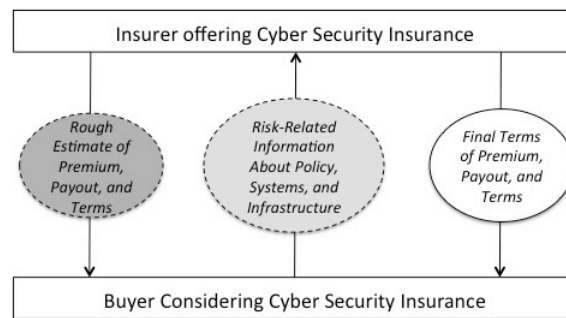 Insurer offering Cyber Security Insurance
Rough
Estimate of
Premium,
Payout, and
Terms
Risk-Related
Information
About Policy,
Systems, and
Infrastructure
Final Terms
of Premium,
Payout, and
Terms
Buyer Considering Cyber Security Insurance